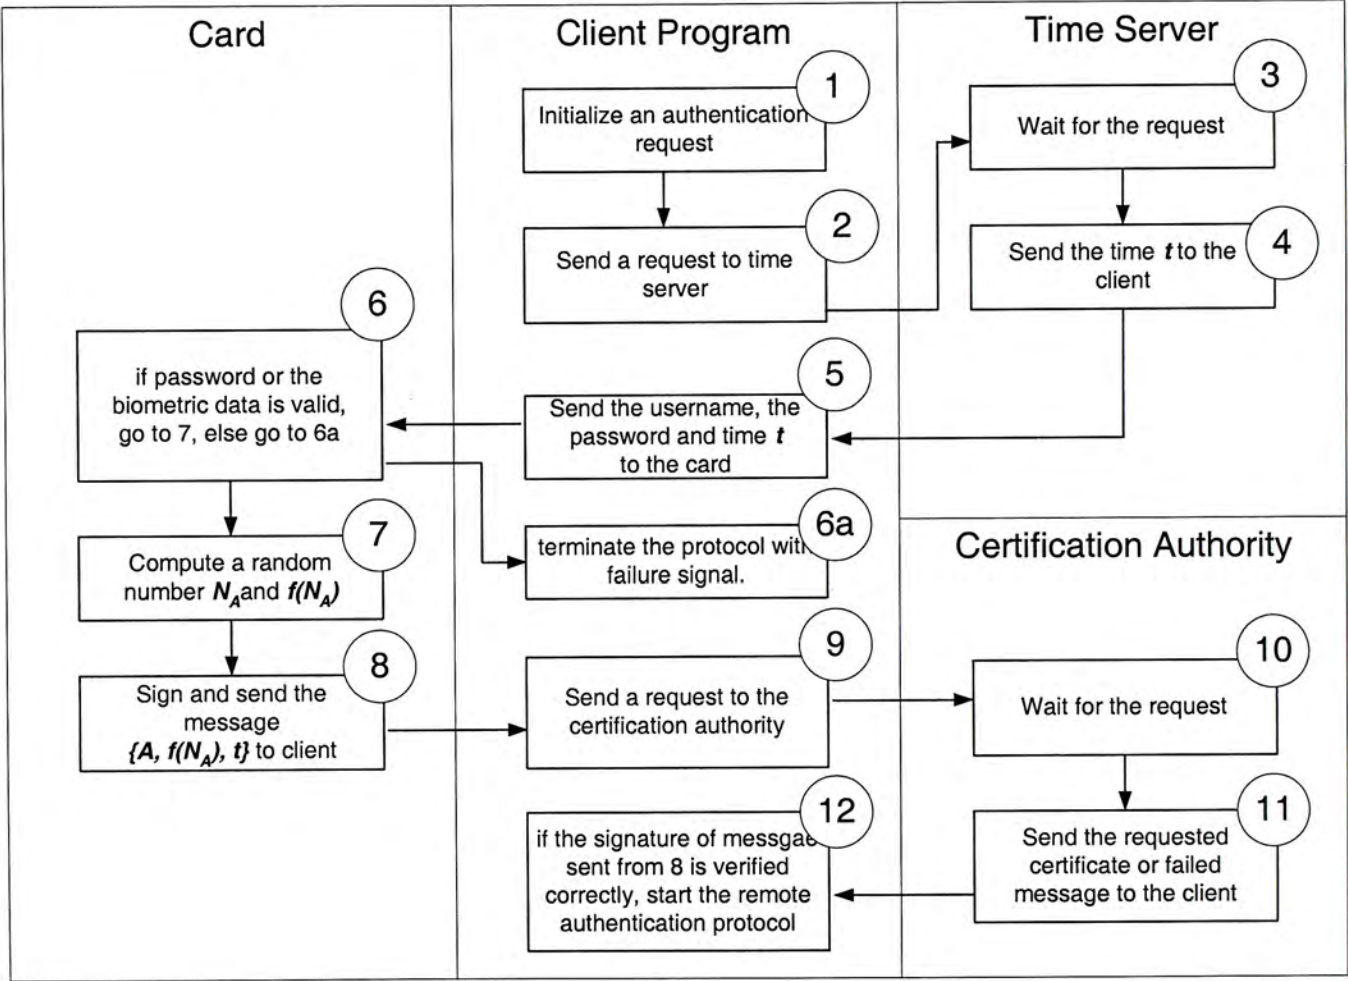 Card
Client Program
Time Server
1
Initialize an authentication
request
3
Wait for the request
2
Send a request to time
server
4
Send the time t to the
client
6
if password or the
biometric data is valid,
go to 7, else go to 6a
5
Send the username, the
password and time t
to the card
7
Compute a random
number N_A and f(N_A)
6a
terminate the protocol with
failure signal.
Certification Authority
8
Sign and send the
message
{A, f(N_A), t} to client
9
Send a request to the
certification authority
10
Wait for the request
12
if the signature of messgae
sent from 8 is verified
correctly, start the remote
authentication protocol
11
Send the requested
certificate or failed
message to the client